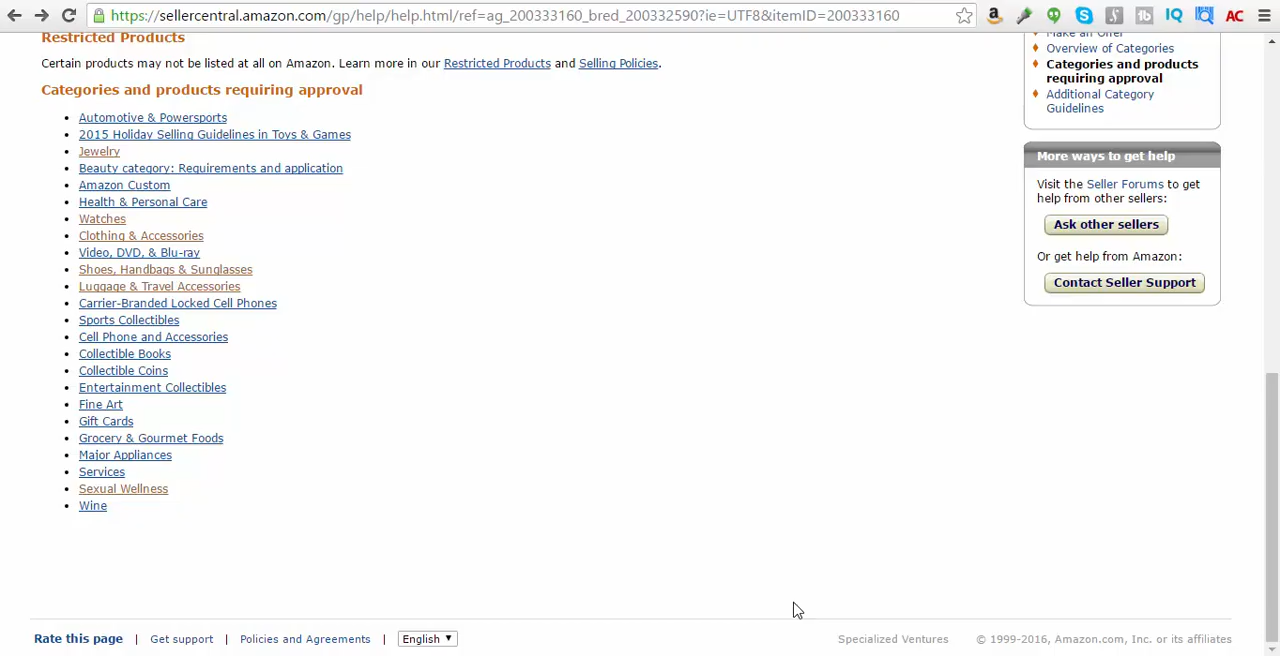 https://sellercentral.amazon.com/gp/help/help.html/ref=ag_200333160_bred_200332590?ie=UTF8&itemID=200333160
Restricted Products
Certain products may not be listed at all on Amazon. Learn more in our Restricted Products and Selling Policies.
Categories and products requiring approval
Automotive & Powersports
2015 Holiday Selling Guidelines in Toys & Games
Jewelry
Beauty category: Requirements and application
Amazon Custom
Health & Personal Care
Watches
Clothing & Accessories
Video, DVD, & Blu-ray
Shoes, Handbags & Sunglasses
Luggage & Travel Accessories
Carrier-Branded Locked Cell Phones
Sports Collectibles
Cell Phone and Accessories
Collectible Books
Collectible Coins
Entertainment Collectibles
Fine Art
Gift Cards
Grocery & Gourmet Foods
Major Appliances
Services
Sexual Wellness
Wine
Make an Offer
Overview of Categories
Categories and products
requiring approval
Additional Category
Guidelines
More ways to get help
Visit the Seller Forums to get
help from other sellers:
Ask other sellers
Or get help from Amazon:
Contact Seller Support
Rate this page | Get support | Policies and Agreements | English
Specialized Ventures © 1999-2016, Amazon.com, Inc. or its affiliates
a
tb
IQ
AC